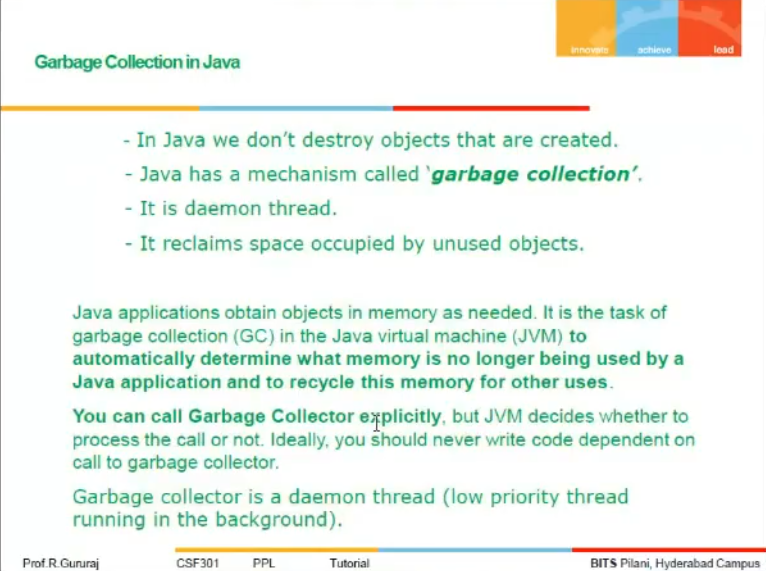 innovate achieve lead
Garbage Collection in Java
- In Java we don't destroy objects that are created.
- Java has a mechanism called ‘garbage collection’.
- It is daemon thread.
- It reclaims space occupied by unused objects.
Java applications obtain objects in memory as needed. It is the task of
garbage collection (GC) in the Java virtual machine (JVM) to
automatically determine what memory is no longer being used by a
Java application and to recycle this memory for other uses.
You can call Garbage Collector explicitly, but JVM decides whether to
process the call or not. Ideally, you should never write code dependent on
call to garbage collector.
Garbage collector is a daemon thread (low priority thread
running in the background).
Prof.R.Gururaj CSF301 PPL Tutorial BITS Pilani, Hyderabad Campus